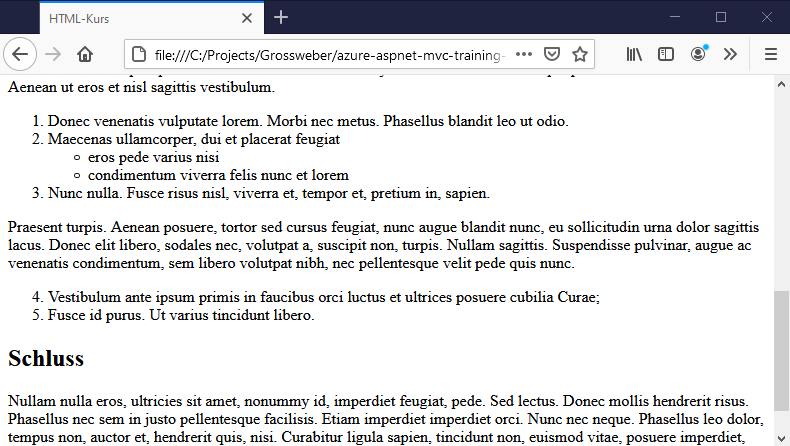 HTML-Kurs
file:///C:/Projects/Grossweber/azure-aspnet-mvc-training-
Aenean ut eros et nisl sagittis vestibulum.
1. Donec venenatis vulputate lorem. Morbi nec metus. Phasellus blandit leo ut odio.
2. Maecenas ullamcorper, dui et placerat feugiat
eros pede varius nisi
condimentum viverra felis nunc et lorem
3. Nunc nulla. Fusce risus nisl, viverra et, tempor et, pretium in, sapien.
Praesent turpis. Aenean posuere, tortor sed cursus feugiat, nunc augue blandit nunc, eu sollicitudin urna dolor sagittis
lacus. Donec elit libero, sodales nec, volutpat a, suscipit non, turpis. Nullam sagittis. Suspendisse pulvinar, augue ac
venenatis condimentum, sem libero volutpat nibh, nec pellentesque velit pede quis nunc.
4. Vestibulum ante ipsum primis in faucibus orci luctus et ultrices posuere cubilia Curae;
5. Fusce id purus. Ut varius tincidunt libero.
Schluss
Nullam nulla eros, ultricies sit amet, nonummy id, imperdiet feugiat, pede. Sed lectus. Donec mollis hendrerit risus.
Phasellus nec sem in justo pellentesque facilisis. Etiam imperdiet imperdiet orci. Nunc nec neque. Phasellus leo dolor,
tempus non, auctor et, hendrerit quis, nisi. Curabitur ligula sapien, tincidunt non, euismod vitae, posuere imperdiet,